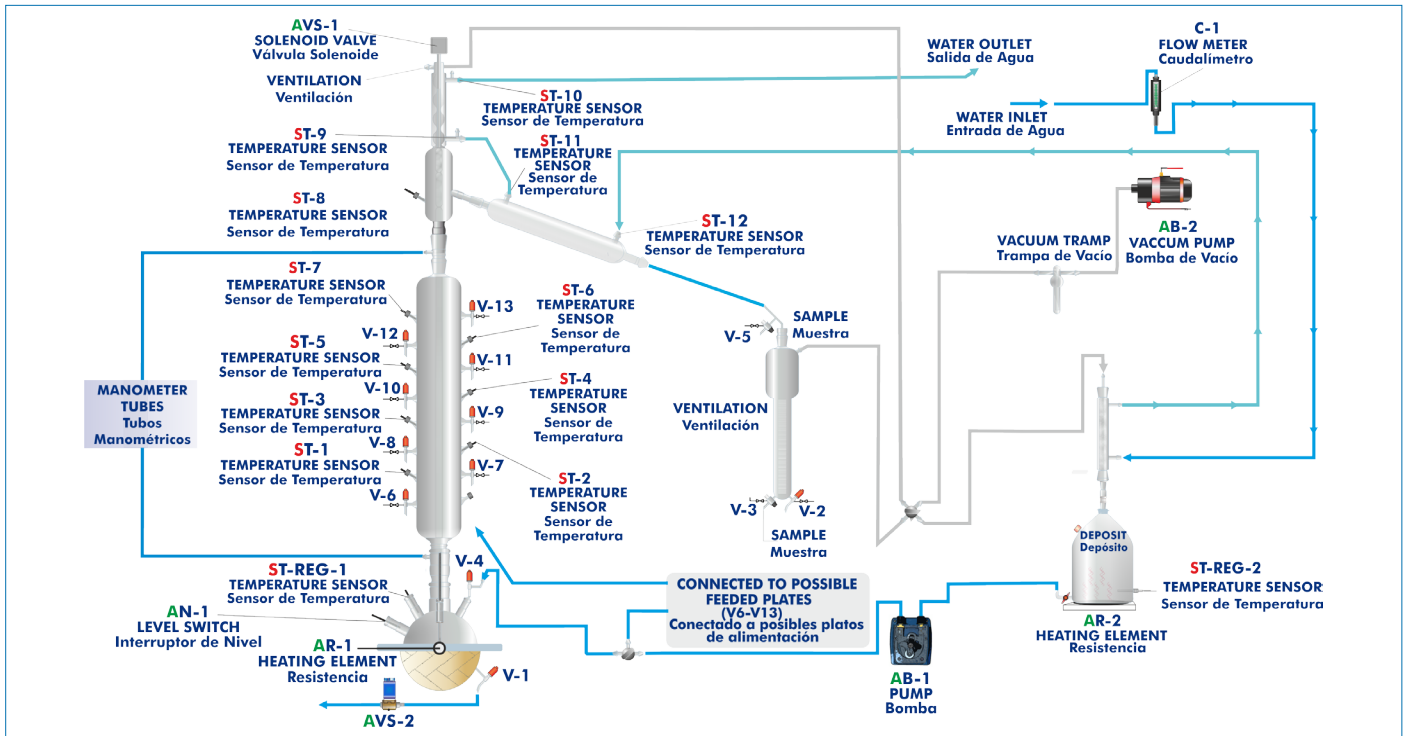 AVS-1
SOLENOID VALVE
Válvula Solenoide
VENTILATION
Ventilación
ST-10
TEMPERATURE SENSOR
Sensor de Temperatura
WATER OUTLET
Salida de Agua
C-1
FLOW METER
Caudalímetro
WATER INLET
Entrada de Agua
ST-9
TEMPERATURE SENSOR
Sensor de Temperatura
ST-11
TEMPERATURE
SENSOR
Sensor de
Temperatura
ST-8
TEMPERATURE SENSOR
Sensor de Temperatura
ST-12
TEMPERATURE SENSOR
Sensor de Temperatura
AB-2
VACCUM PUMP
Bomba de Vacío
VACUUM TRAMP
Trampa de Vacío
ST-7
TEMPERATURE SENSOR
Sensor de Temperatura
V-13
ST-6
TEMPERATURE
SENSOR
Sensor de
Temperatura
V-12
ST-5
TEMPERATURE SENSOR
Sensor de Temperatura
V-11
V-5
SAMPLE
Muestra
MANOMETER
TUBES
Tubos
Manométricos
V-10
ST-3
TEMPERATURE SENSOR
Sensor de Temperatura
V-9
ST-4
TEMPERATURE
SENSOR
Sensor de
Temperatura
VENTILATION
Ventilación
V-8
ST-1
TEMPERATURE SENSOR
Sensor de Temperatura
V-7
V-6
ST-2
TEMPERATURE
SENSOR
Sensor de
Temperatura
V-3
V-2
SAMPLE
Muestra
DEPOSIT
Depósito
ST-REG-1
TEMPERATURE SENSOR
Sensor de Temperatura
V-4
AN-1
LEVEL SWITCH
Interruptor de Nivel
AR-1
HEATING ELEMENT
Resistencia
V-1
AVS-2
CONNECTED TO POSSIBLE
FEEDED PLATES
(V6-V13)
Conectado a posibles platos
de alimentación
AB-1
PUMP
Bomba
ST-REG-2
TEMPERATURE SENSOR
Sensor de Temperatura
AR-2
HEATING ELEMENT
Resistencia